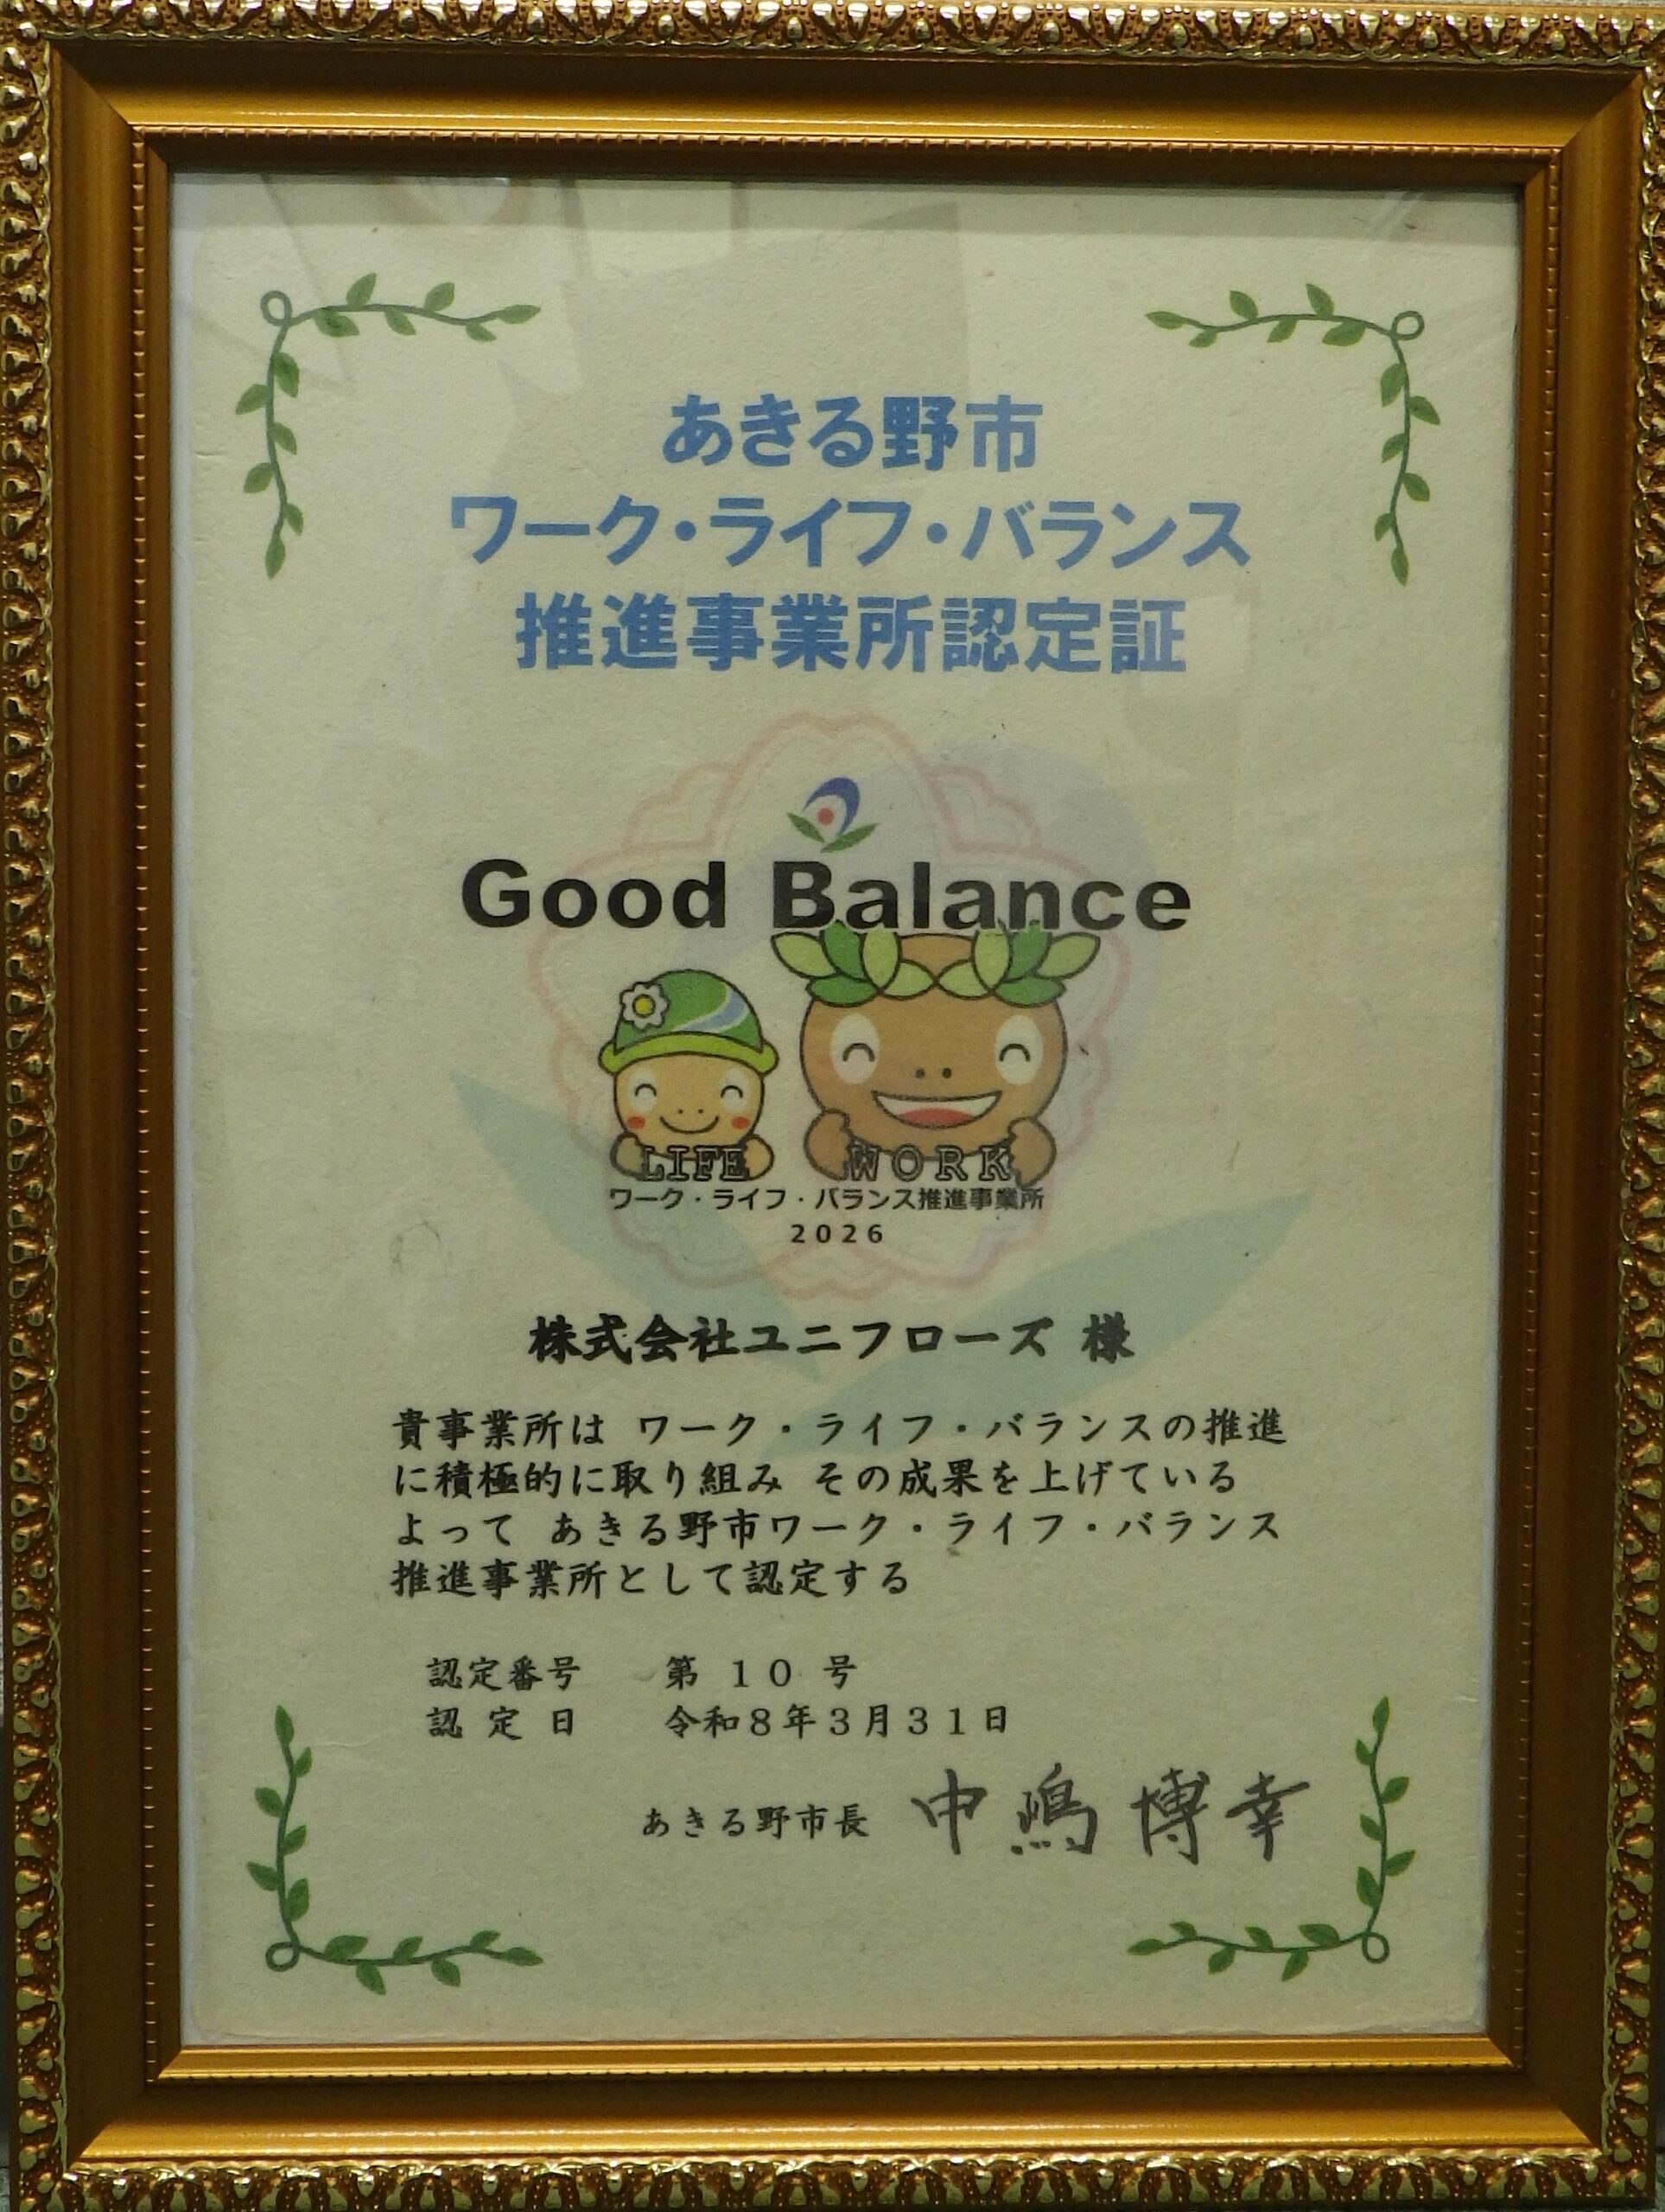 あきる野市
ワーク・ライフ・バランス
推進事業所認定証
Good Balance
LIFE WORK
ワーク・ライフ・バランス推進事業所
2026
株式会社ユニフローズ 様
貴事業所は ワーク・ライフ・バランスの推進
に積極的に取り組み その成果を上げている
よって あきる野市ワーク・ライフ・バランス
推進事業所として認定する
認定番号 第 10 号
認定日 令和8年3月31日
あきる野市長 中嶋博幸